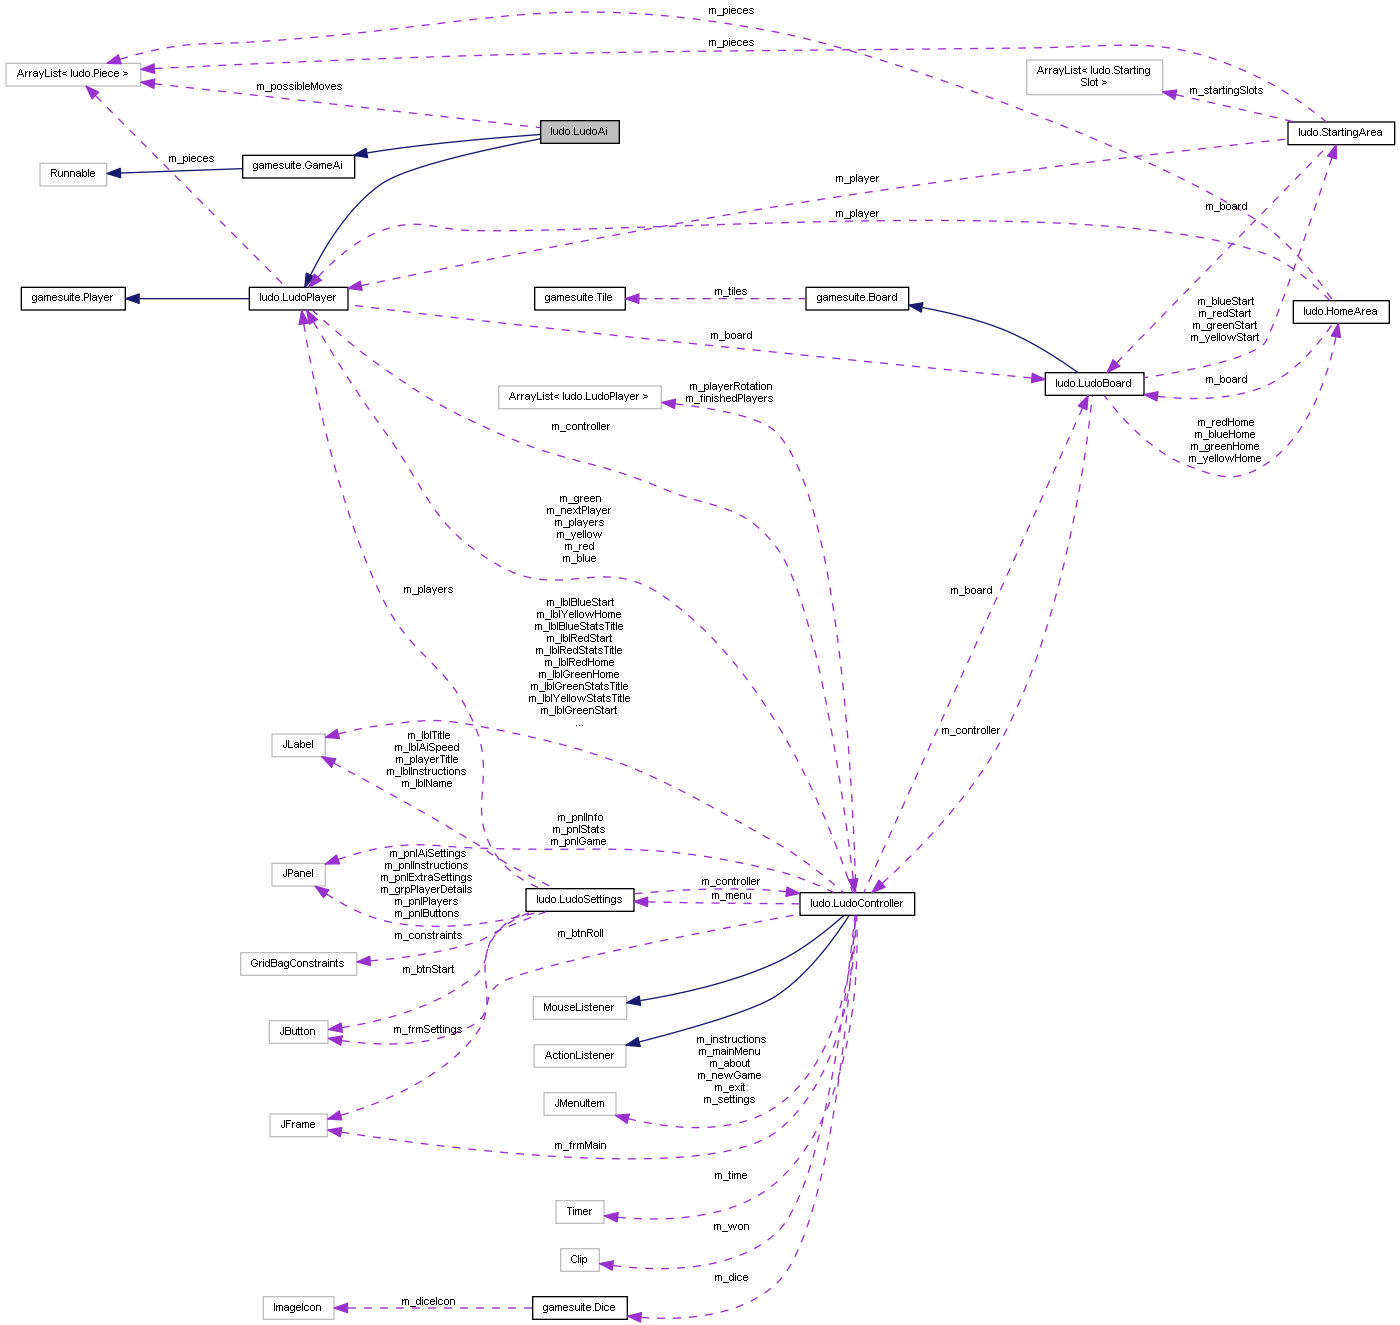 m_pieces
m_pieces
ArrayList< ludo.Piece >
ArrayList< ludo.Starting
Slot >
m_possibleMoves
m_startingSlots
ludo.LudoAi
ludo.StartingArea
m_pieces
gamesuite.GameAi
Runnable
m_player
m_board
m_player
gamesuite.Player
ludo.LudoPlayer
gamesuite.Tile
m_tiles
gamesuite.Board
m_blueStart
m_redStart
m_greenStart
m_yellowStart
ludo.HomeArea
m_board
ludo.LudoBoard
m_board
ArrayList< ludo.LudoPlayer >
m_playerRotation
m_finishedPlayers
m_controller
m_redHome
m_blueHome
m_greenHome
m_yellowHome
m_green
m_nextPlayer
m_players
m_yellow
m_red
m_blue
m_players
m_board
m_lblBlueStart
m_lblYellowHome
m_lblBlueStatsTitle
m_lblRedStart
m_lblRedStatsTitle
m_lblRedHome
m_lblGreenHome
m_lblGreenStatsTitle
m_lblYellowStatsTitle
m_lblGreenStart
...
m_controller
JLabel
m_lblTitle
m_lblAiSpeed
m_playerTitle
m_lblInstructions
m_lblName
m_pnlInfo
m_pnlStats
m_pnlGame
JPanel
m_pnlAiSettings
m_pnlInstructions
m_pnlExtraSettings
m_grpPlayerDetails
m_pnlPlayers
m_pnlButtons
ludo.LudoSettings
m_controller
m_menu
ludo.LudoController
m_constraints
m_btnRoll
GridBagConstraints
m_btnStart
MouseListener
JButton
m_frmSettings
ActionListener
m_instructions
m_mainMenu
m_about
m_newGame
m_exit
m_settings
JMenuItem
JFrame
m_frmMain
m_time
Timer
m_won
Clip
m_dice
ImageIcon
m_diceIcon
gamesuite.Dice